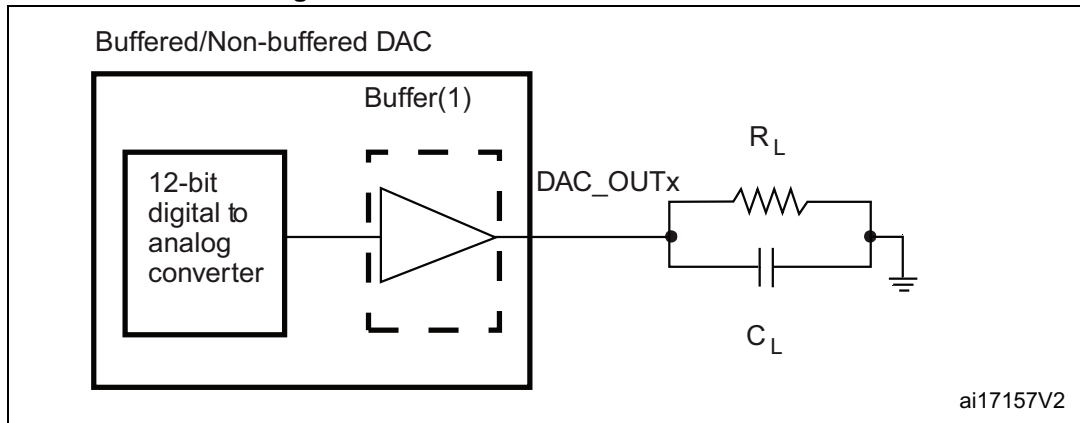 Buffered/Non-buffered DAC
Buffer(1)
12-bit
digital to
analog
converter
DAC_OUTx
R L
C L
ai17157V2